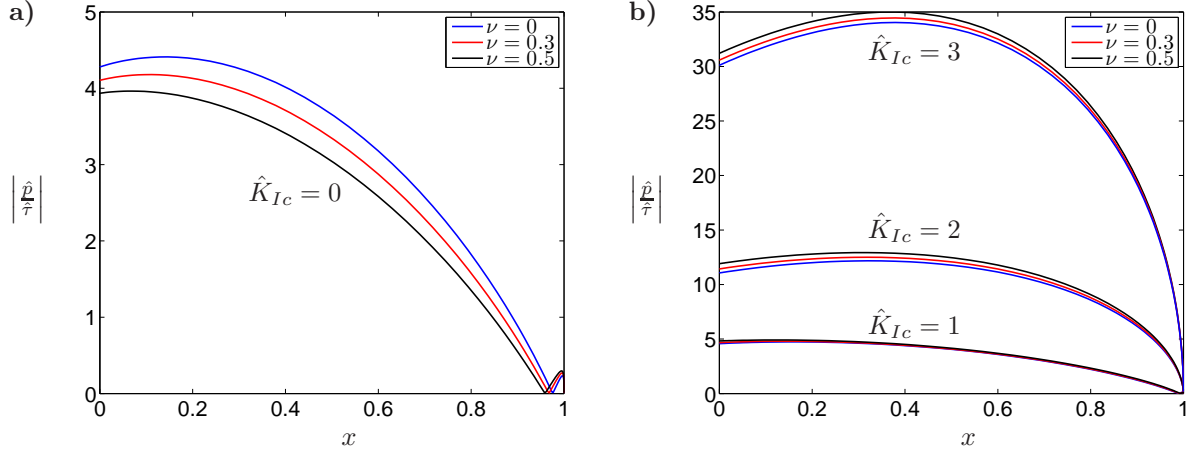 a)
5
4
3
2
1
0
0 0.2 0.4 0.6 0.8 1
x
|p̂/τ̂|
K̂_{Ic} = 0
ν = 0
ν = 0.3
ν = 0.5
b)
35
30
25
20
15
10
5
0
0 0.2 0.4 0.6 0.8 1
x
|p̂/τ̂|
K̂_{Ic} = 3
K̂_{Ic} = 2
K̂_{Ic} = 1
ν = 0
ν = 0.3
ν = 0.5